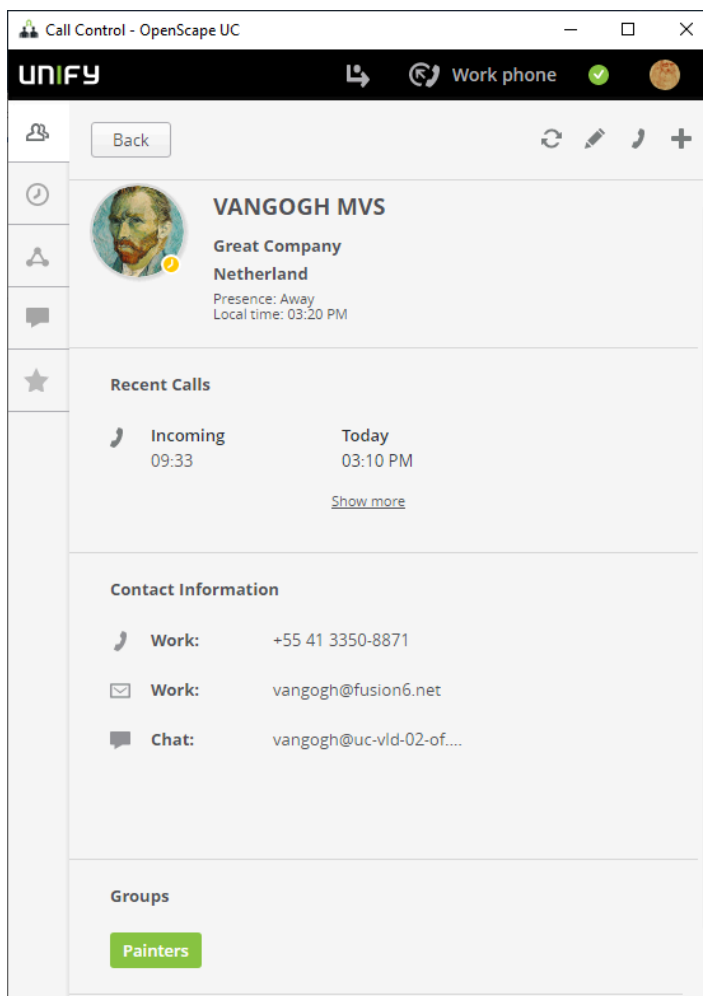 Call Control - OpenScape UC
UNIFY
Work phone
Back
VANGOGH MVS
Great Company
Netherland
Presence: Away
Local time: 03:20 PM
Recent Calls
Incoming Today
09:33 03:10 PM
Show more
Contact Information
Work: +55 41 3350-8871
Work: vangogh@fusion6.net
Chat: vangogh@uc-vld-02-of....
Groups
Painters